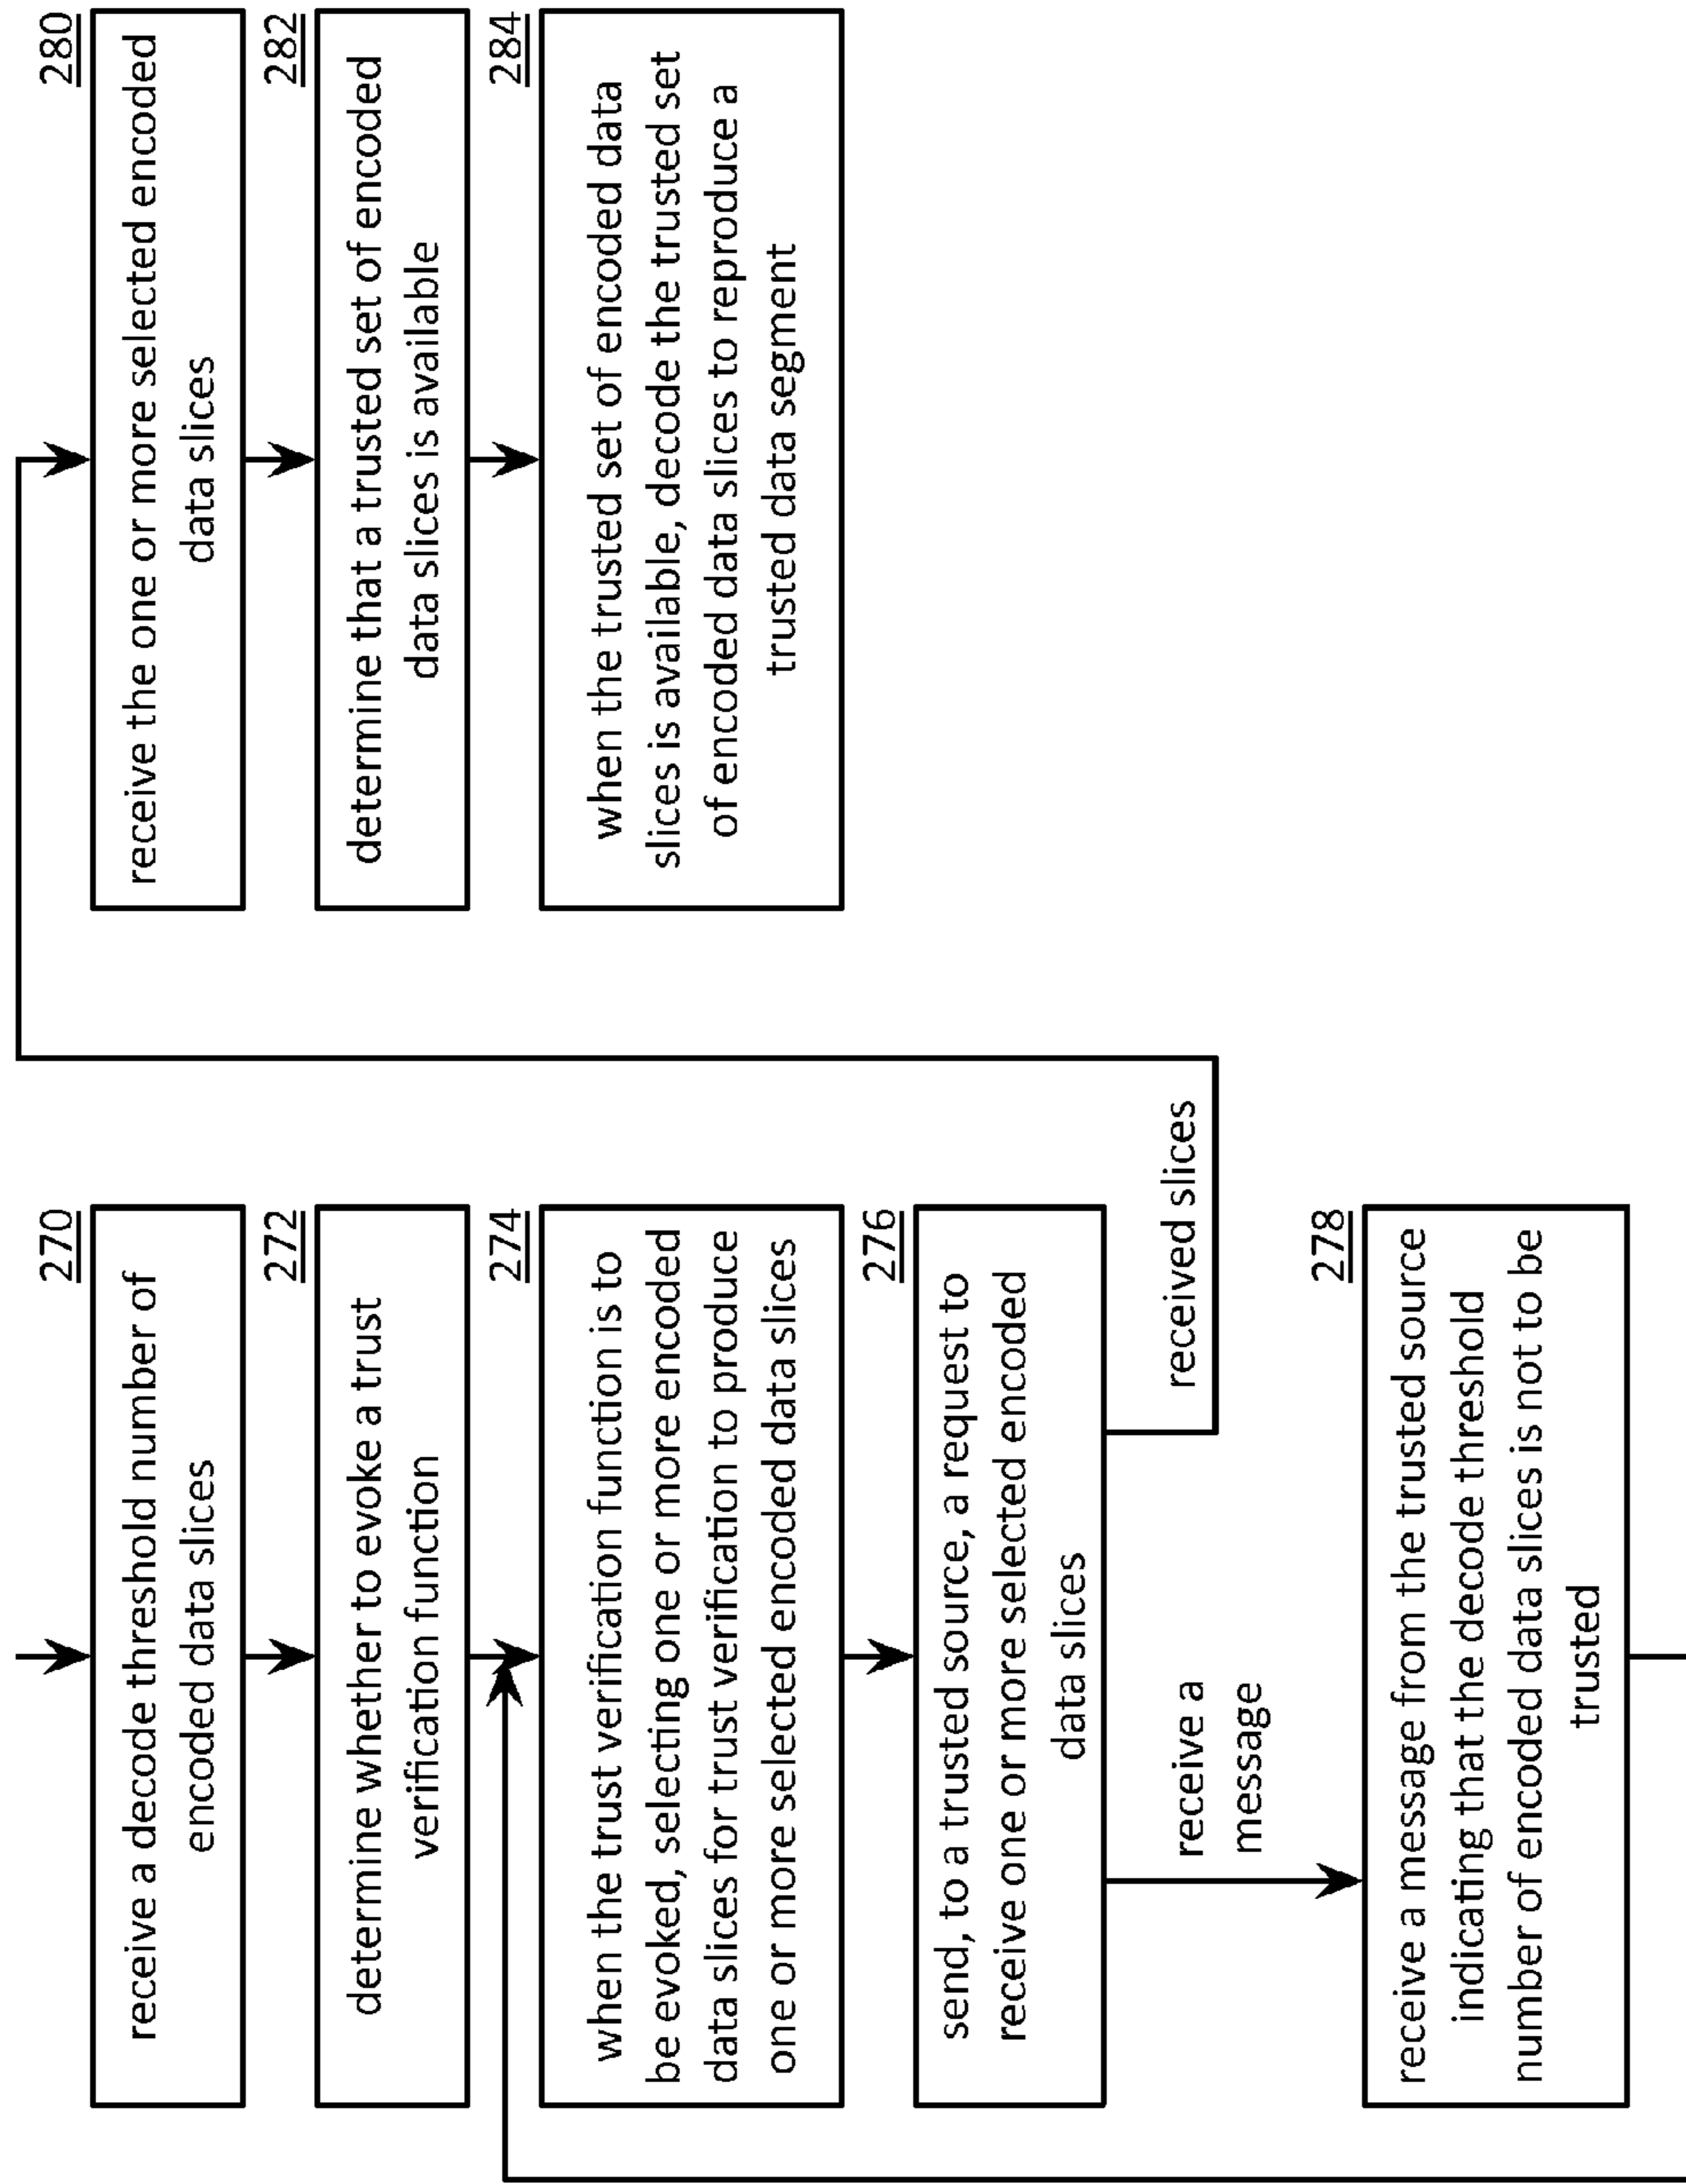 270
receive a decode threshold number of
encoded data slices
272
determine whether to evoke a trust
verification function
274
when the trust verification function is to
be evoked, selecting one or more encoded
data slices for trust verification to produce
one or more selected encoded data slices
276
send, to a trusted source, a request to
receive one or more selected encoded
data slices
receive a
message
received slices
278
receive a message from the trusted source
indicating that the decode threshold
number of encoded data slices is not to be
trusted
280
receive the one or more selected encoded
data slices
282
determine that a trusted set of encoded
data slices is available
284
when the trusted set of encoded data
slices is available, decode the trusted set
of encoded data slices to reproduce a
trusted data segment